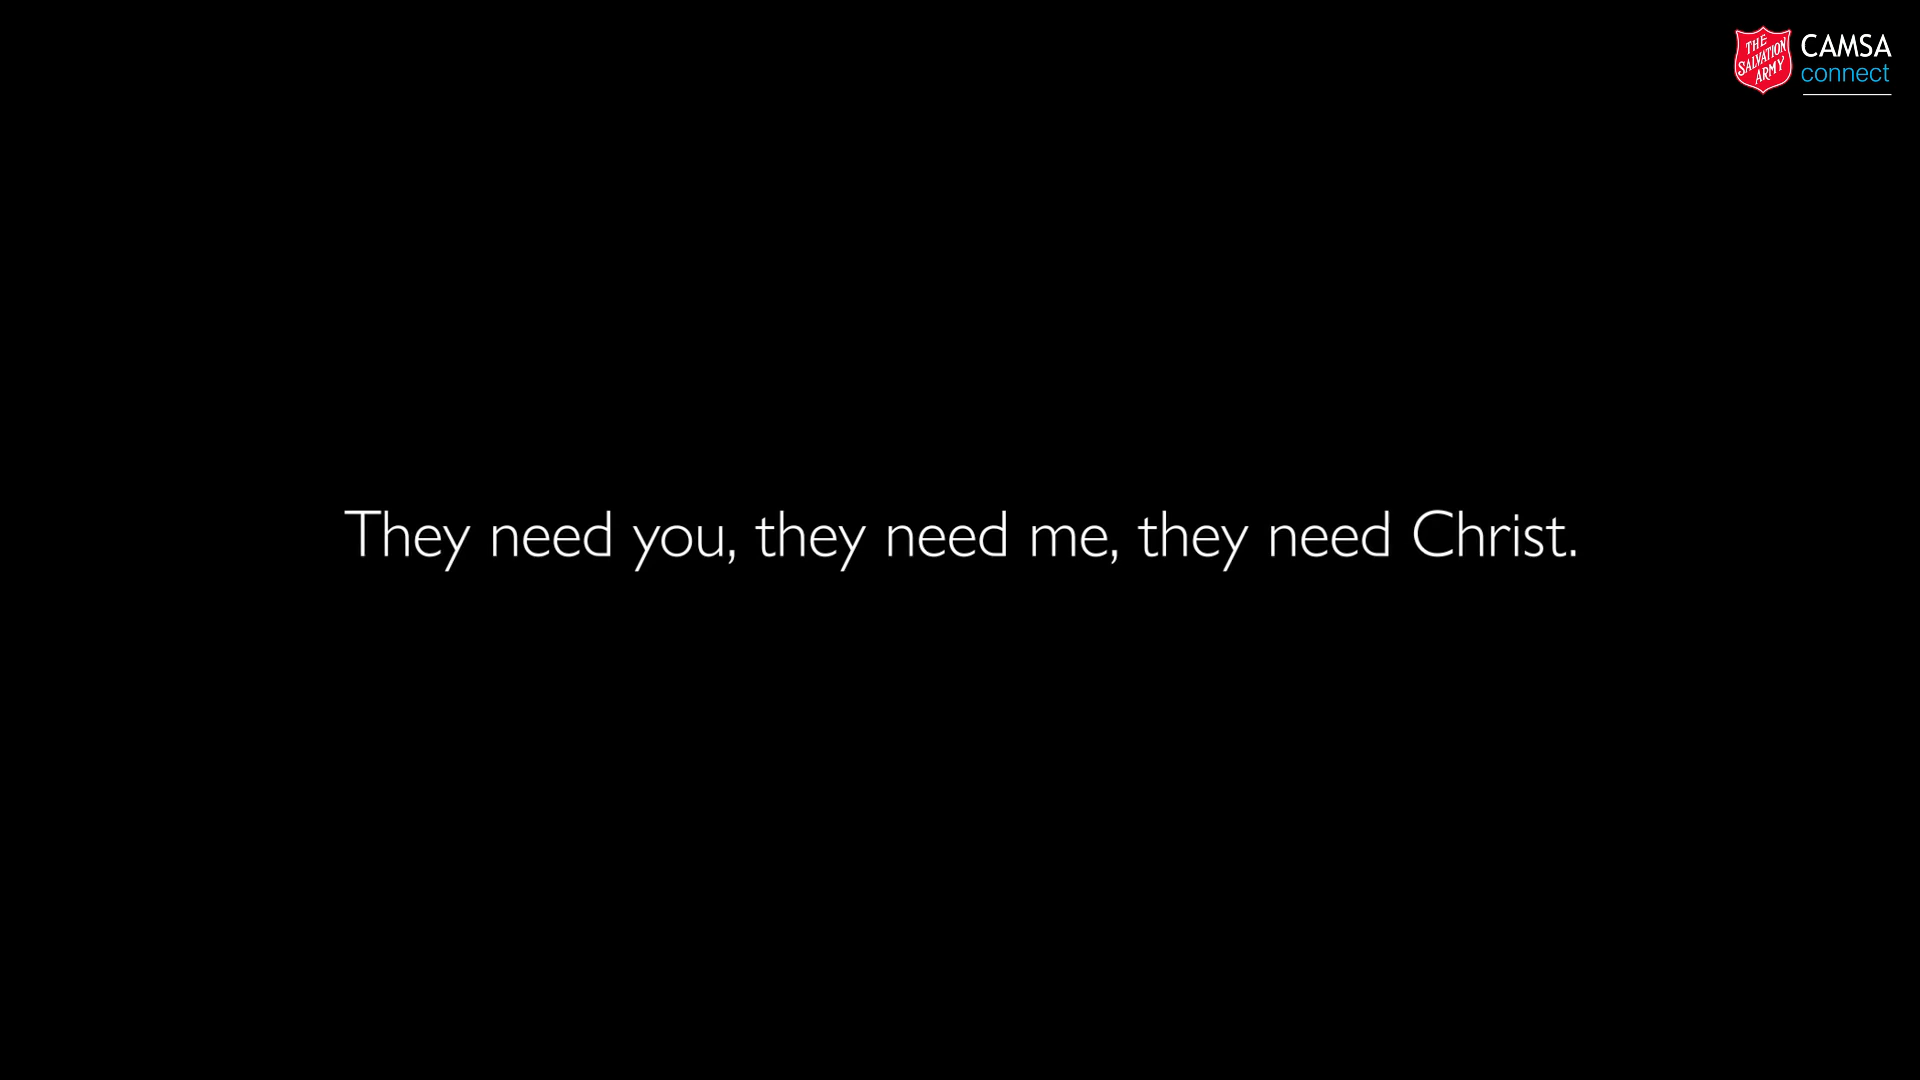 THE
SALVATION
ARMY
CAMSA
connect
They need you, they need me, they need Christ.